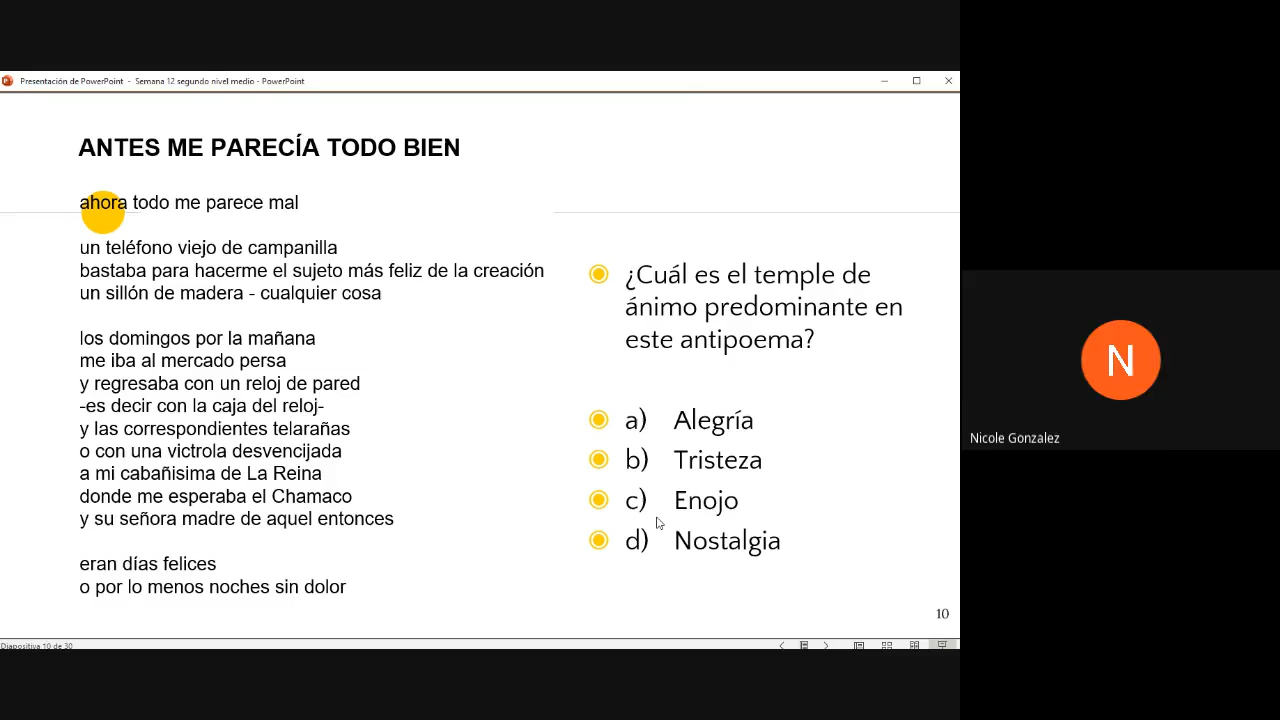 Presentación de PowerPoint - Semana 12 segundo nivel medio - PowerPoint
ANTES ME PARECÍA TODO BIEN
ahora todo me parece mal
un teléfono viejo de campanilla
bastaba para hacerme el sujeto más feliz de la creación
un sillón de madera - cualquier cosa
los domingos por la mañana
me iba al mercado persa
y regresaba con un reloj de pared
-es decir con la caja del reloj-
y las correspondientes telarañas
o con una victrola desvencijada
a mi cabañisima de La Reina
donde me esperaba el Chamaco
y su señora madre de aquel entonces
eran días felices
o por lo menos noches sin dolor
¿Cuál es el temple de
ánimo predominante en
este antipoema?
a) Alegría
b) Tristeza
c) Enojo
d) Nostalgia
10
Diapositiva 10 de 30
N
Nicole Gonzalez